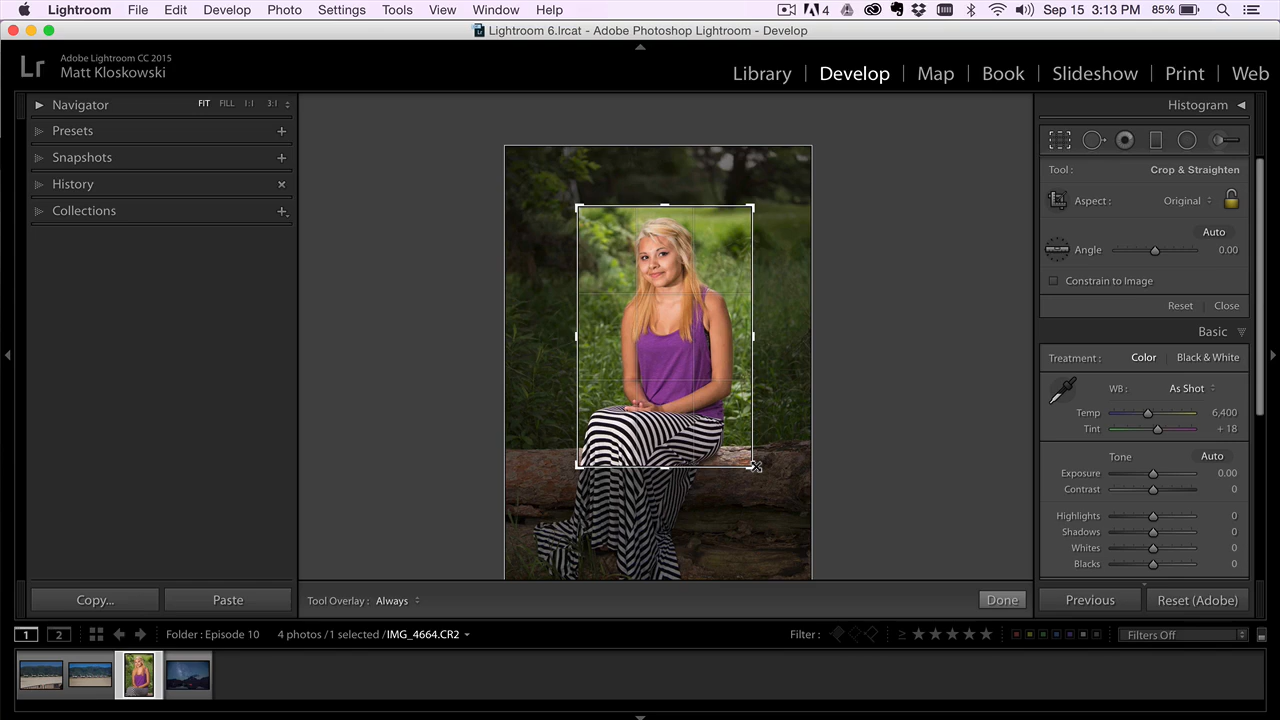 Lightroom File Edit Develop Photo Settings Tools View Window Help 4 Sep 15 3:13 PM 85%
Lightroom 6.lrcat - Adobe Photoshop Lightroom - Develop
Lr Adobe Lightroom CC 2015
Matt Kloskowski
Library Develop Map Book Slideshow Print Web
Navigator FIT FILL 1:1 3:1
Presets
Snapshots
History
Collections
Histogram
Tool : Crop & Straighten
Aspect : Original
Auto
Angle 0.00
Constrain to Image
Reset Close
Basic
Treatment : Color Black & White
WB : As Shot
Temp 6,400
Tint + 18
Tone Auto
Exposure 0.00
Contrast 0
Highlights 0
Shadows 0
Whites 0
Blacks 0
Copy... Paste Tool Overlay : Always Done Previous Reset (Adobe)
1 2 Folder : Episode 10 4 photos / 1 selected / IMG_4664.CR2 Filter : Filters Off